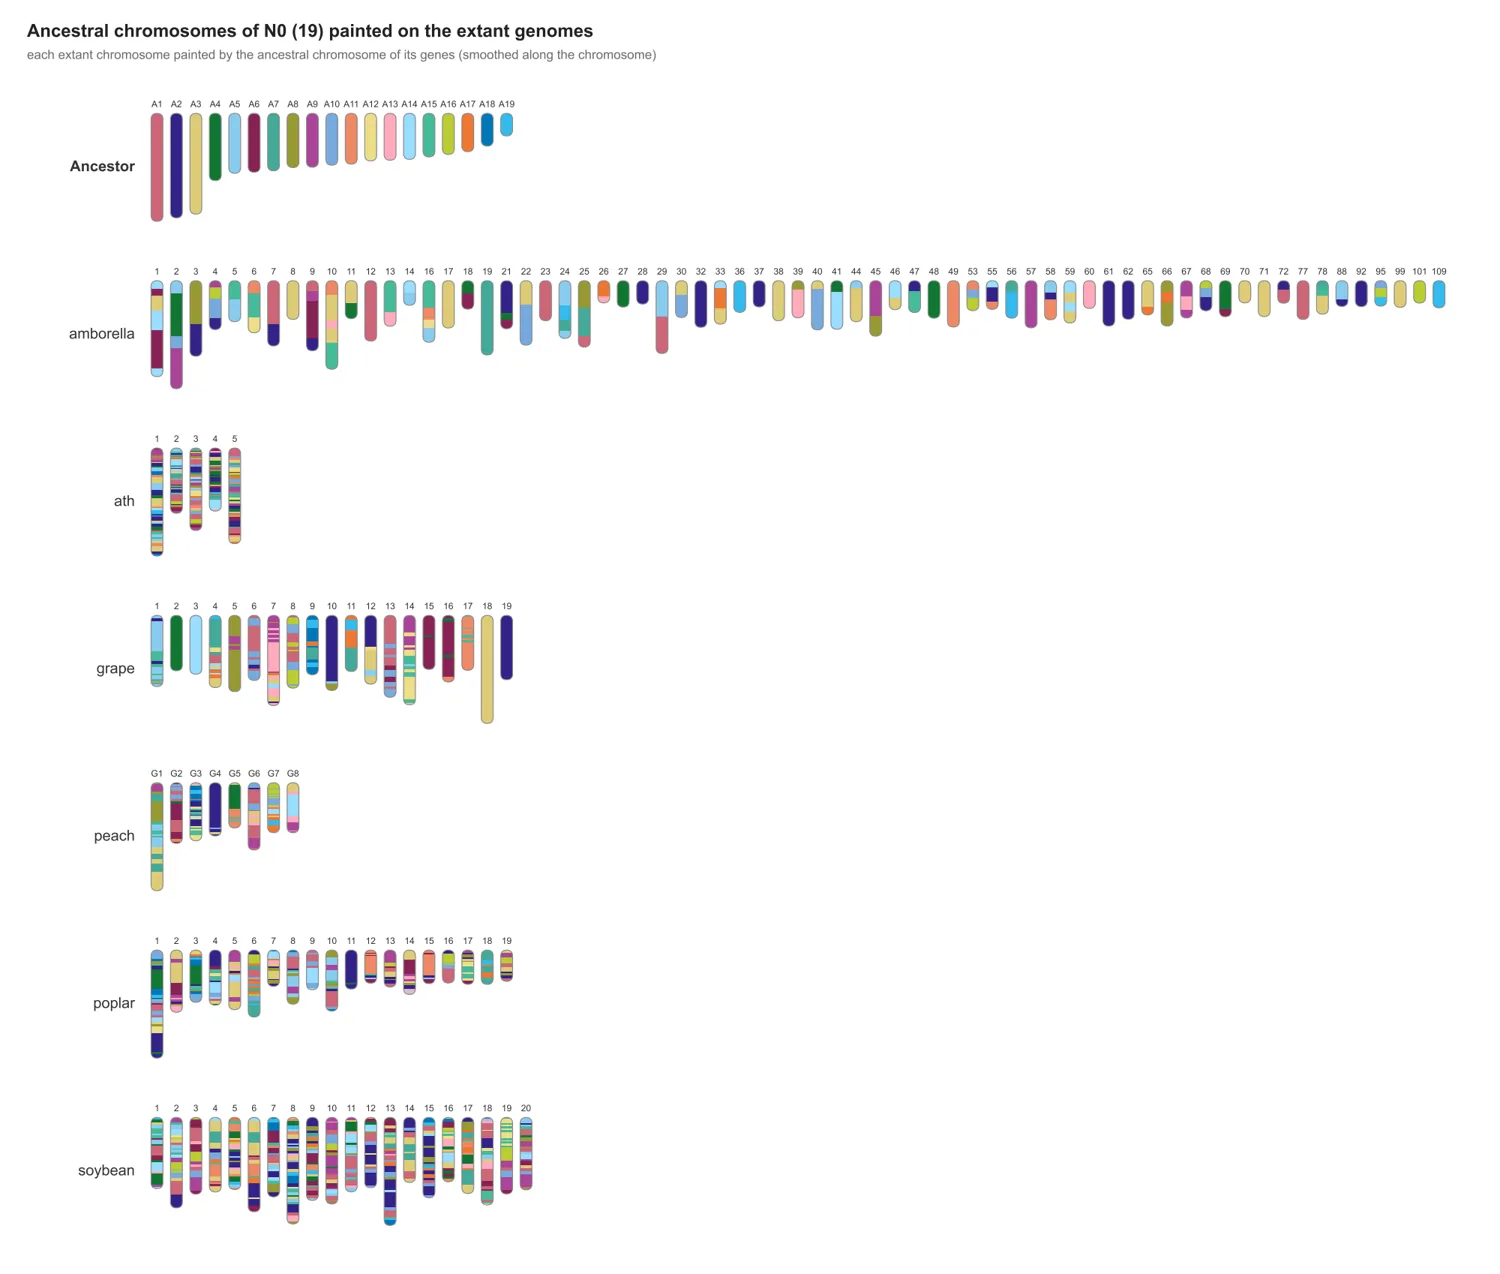 Ancestral chromosomes of N0 (19) painted on the extant genomes
each extant chromosome painted by the ancestral chromosome of its genes (smoothed along the chromosome)
A1 A2 A3 A4 A5 A6 A7 A8 A9 A10 A11 A12 A13 A14 A15 A16 A17 A18 A19
Ancestor
1 2 3 4 5 6 7 8 9 10 11 12 13 14 16 17 18 19 21 22 23 24 25 26 27 28 29 30 32 33 36 37 38 39 40 41 44 45 46 47 48 49 53 55 56 57 58 59 60 61 62 65 66 67 68 69 70 71 72 77 78 88 92 95 99 101 109
amborella
1 2 3 4 5
ath
1 2 3 4 5 6 7 8 9 10 11 12 13 14 15 16 17 18 19
grape
G1 G2 G3 G4 G5 G6 G7 G8
peach
1 2 3 4 5 6 7 8 9 10 11 12 13 14 15 16 17 18 19
poplar
1 2 3 4 5 6 7 8 9 10 11 12 13 14 15 16 17 18 19 20
soybean